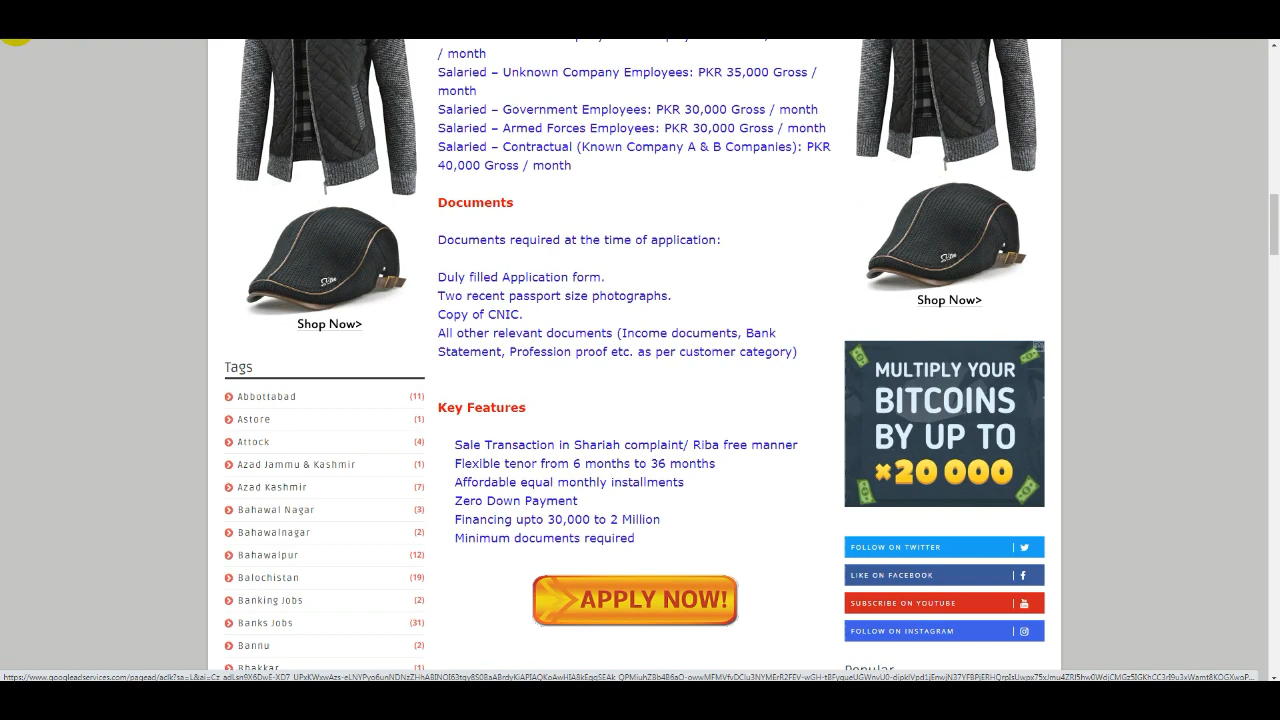 / month
Salaried – Unknown Company Employees: PKR 35,000 Gross /
month
Salaried – Government Employees: PKR 30,000 Gross / month
Salaried – Armed Forces Employees: PKR 30,000 Gross / month
Salaried – Contractual (Known Company A & B Companies): PKR
40,000 Gross / month
Documents
Documents required at the time of application:
Duly filled Application form.
Two recent passport size photographs.
Copy of CNIC.
All other relevant documents (Income documents, Bank
Statement, Profession proof etc. as per customer category)
Key Features
Sale Transaction in Shariah complaint/ Riba free manner
Flexible tenor from 6 months to 36 months
Affordable equal monthly installments
Zero Down Payment
Financing upto 30,000 to 2 Million
Minimum documents required
APPLY NOW!
Shop Now>
Tags
Abbottabad (11)
Astore (1)
Attock (4)
Azad Jammu & Kashmir (1)
Azad Kashmir (7)
Bahawal Nagar (3)
Bahawalnagar (2)
Bahawalpur (12)
Balochistan (19)
Banking Jobs (2)
Banks Jobs (31)
Bannu (2)
Bhakkar (1)
Shop Now>
MULTIPLY YOUR
BITCOINS
BY UP TO
×20 000
FOLLOW ON TWITTER
LIKE ON FACEBOOK
SUBSCRIBE ON YOUTUBE
FOLLOW ON INSTAGRAM
Popular